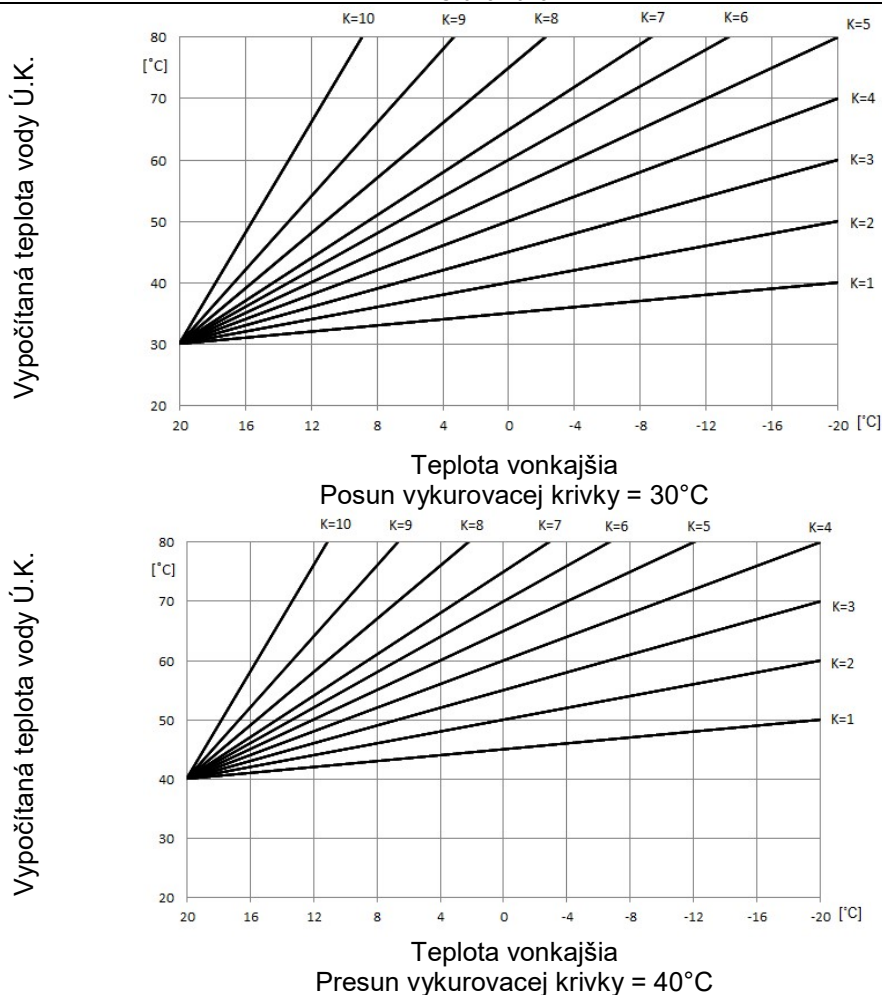 K=10 K=9 K=8 K=7 K=6 K=5
80
[°C]
70
K=4
60
K=3
50
K=2
40
K=1
30
20
20 16 12 8 4 0 -4 -8 -12 -16 -20 [°C]
Vypočítaná teplota vody Ú.K.
Teplota vonkajšia
Posun vykurovacej krivky = 30°C
K=10 K=9 K=8 K=7 K=6 K=5 K=4
80
[°C]
70
K=3
60
K=2
50
K=1
40
30
20
20 16 12 8 4 0 -4 -8 -12 -16 -20 [°C]
Vypočítaná teplota vody Ú.K.
Teplota vonkajšia
Presun vykurovacej krivky = 40°C